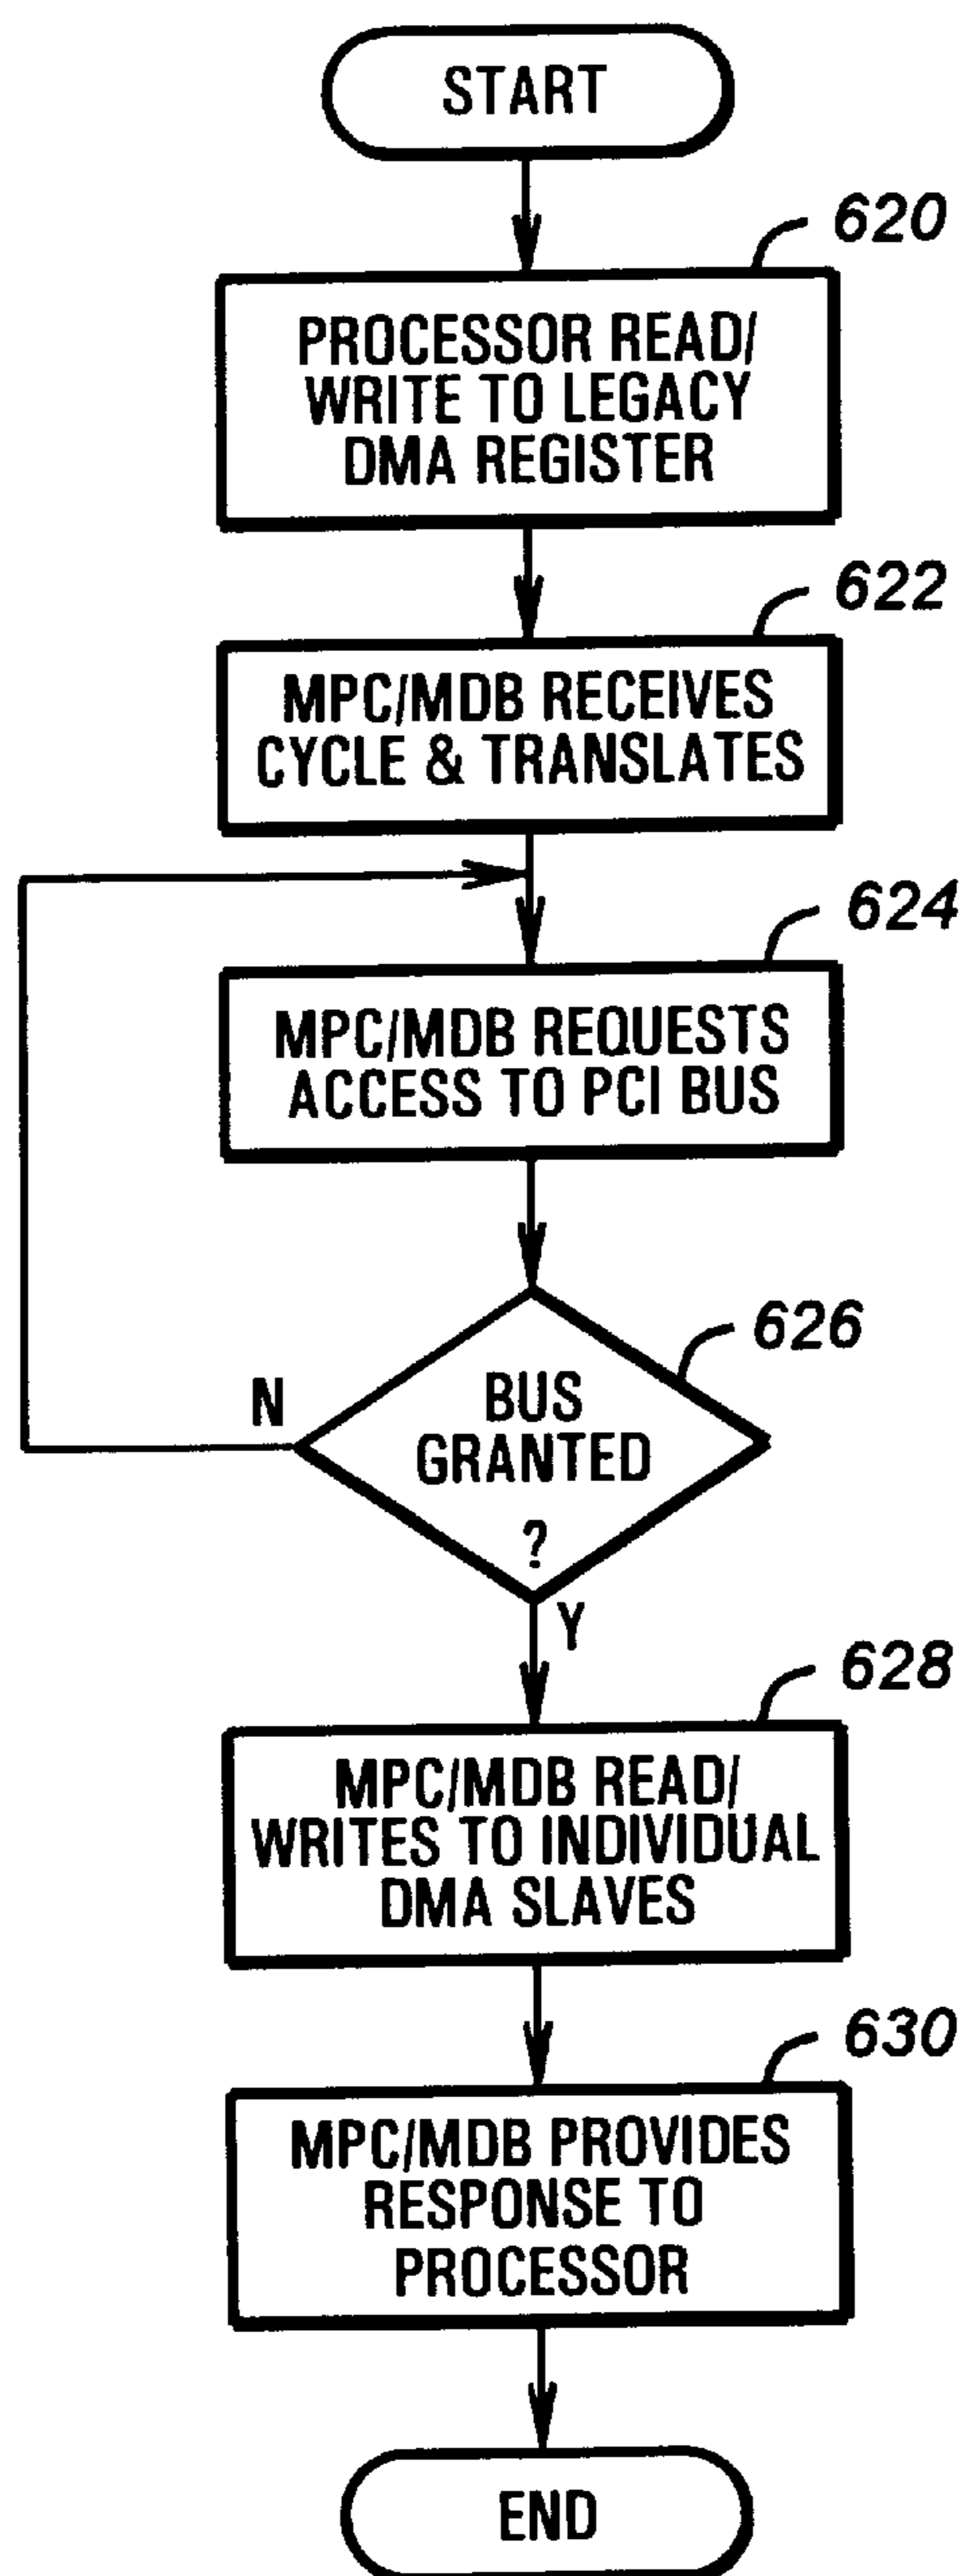 START
620
PROCESSOR READ/
WRITE TO LEGACY
DMA REGISTER
622
MPC/MDB RECEIVES
CYCLE & TRANSLATES
624
MPC/MDB REQUESTS
ACCESS TO PCI BUS
626
N
BUS
GRANTED
?
Y
628
MPC/MDB READ/
WRITES TO INDIVIDUAL
DMA SLAVES
630
MPC/MDB PROVIDES
RESPONSE TO
PROCESSOR
END